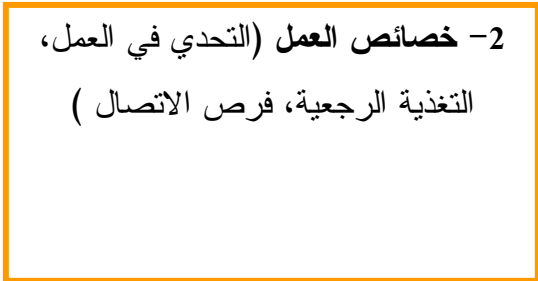 2- خصائص العمل (التحدي في العمل،
التغذية الرجعية، فرص الاتصال )